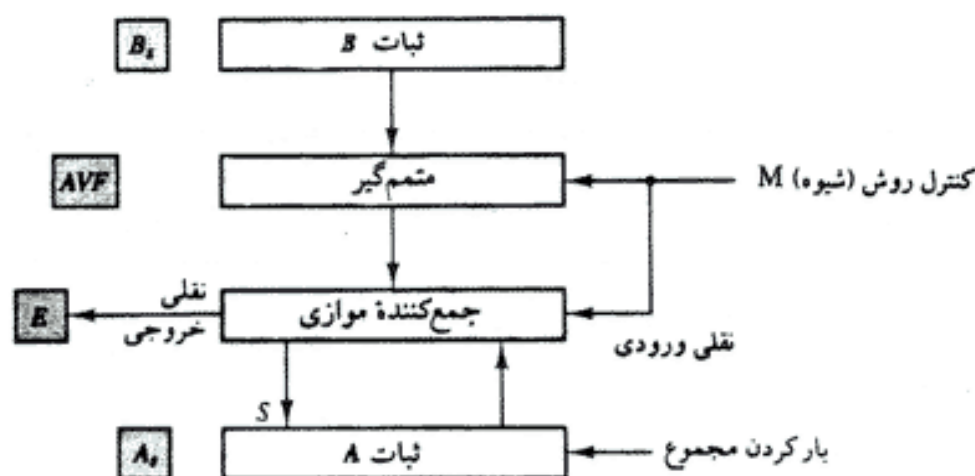 B_s
ثبات B
AVF
متمم‌گیر
کنترل روش (شیوه) M
E
نقلی
خروجی
جمع‌کنندۀ موازی
نقلی ورودی
S
A_s
ثبات A
بار کردن مجموع